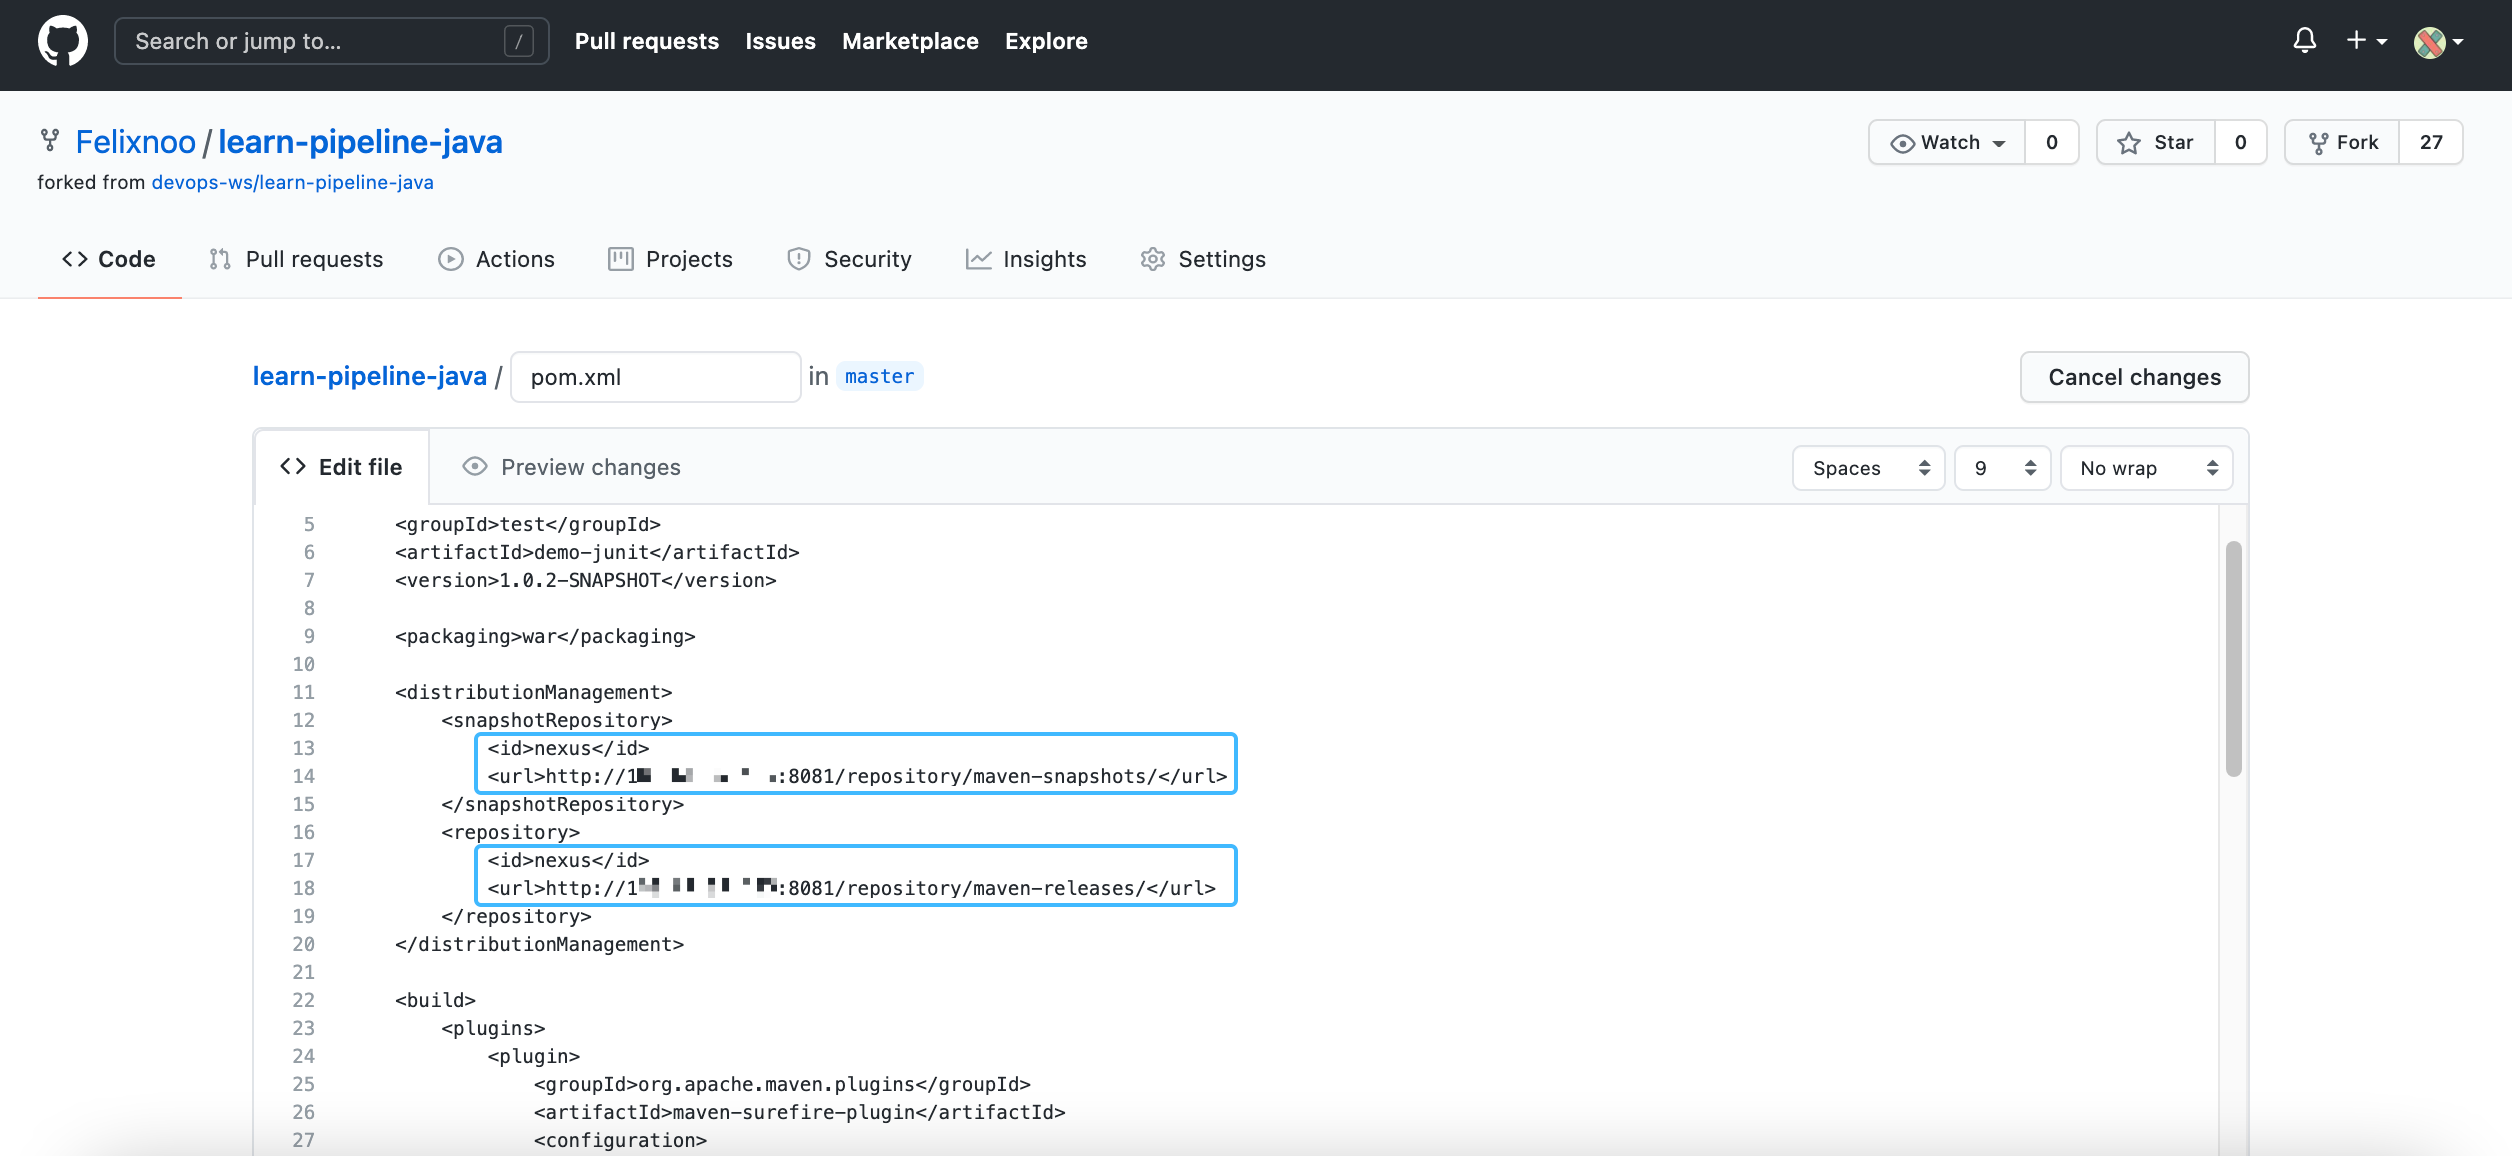 Search or jump to... /
Pull requests Issues Marketplace Explore
Felixnoo / learn-pipeline-java
Watch 0 Star 0 Fork 27
forked from devops-ws/learn-pipeline-java
Code Pull requests Actions Projects Security Insights Settings
learn-pipeline-java / pom.xml in master Cancel changes
Edit file Preview changes Spaces 9 No wrap
5 <groupId>test</groupId>
6 <artifactId>demo-junit</artifactId>
7 <version>1.0.2-SNAPSHOT</version>
8
9 <packaging>war</packaging>
10
11 <distributionManagement>
12 <snapshotRepository>
13 <id>nexus</id>
14 <url>http://1 :8081/repository/maven-snapshots/</url>
15 </snapshotRepository>
16 <repository>
17 <id>nexus</id>
18 <url>http://1 :8081/repository/maven-releases/</url>
19 </repository>
20 </distributionManagement>
21
22 <build>
23 <plugins>
24 <plugin>
25 <groupId>org.apache.maven.plugins</groupId>
26 <artifactId>maven-surefire-plugin</artifactId>
27 <configuration>